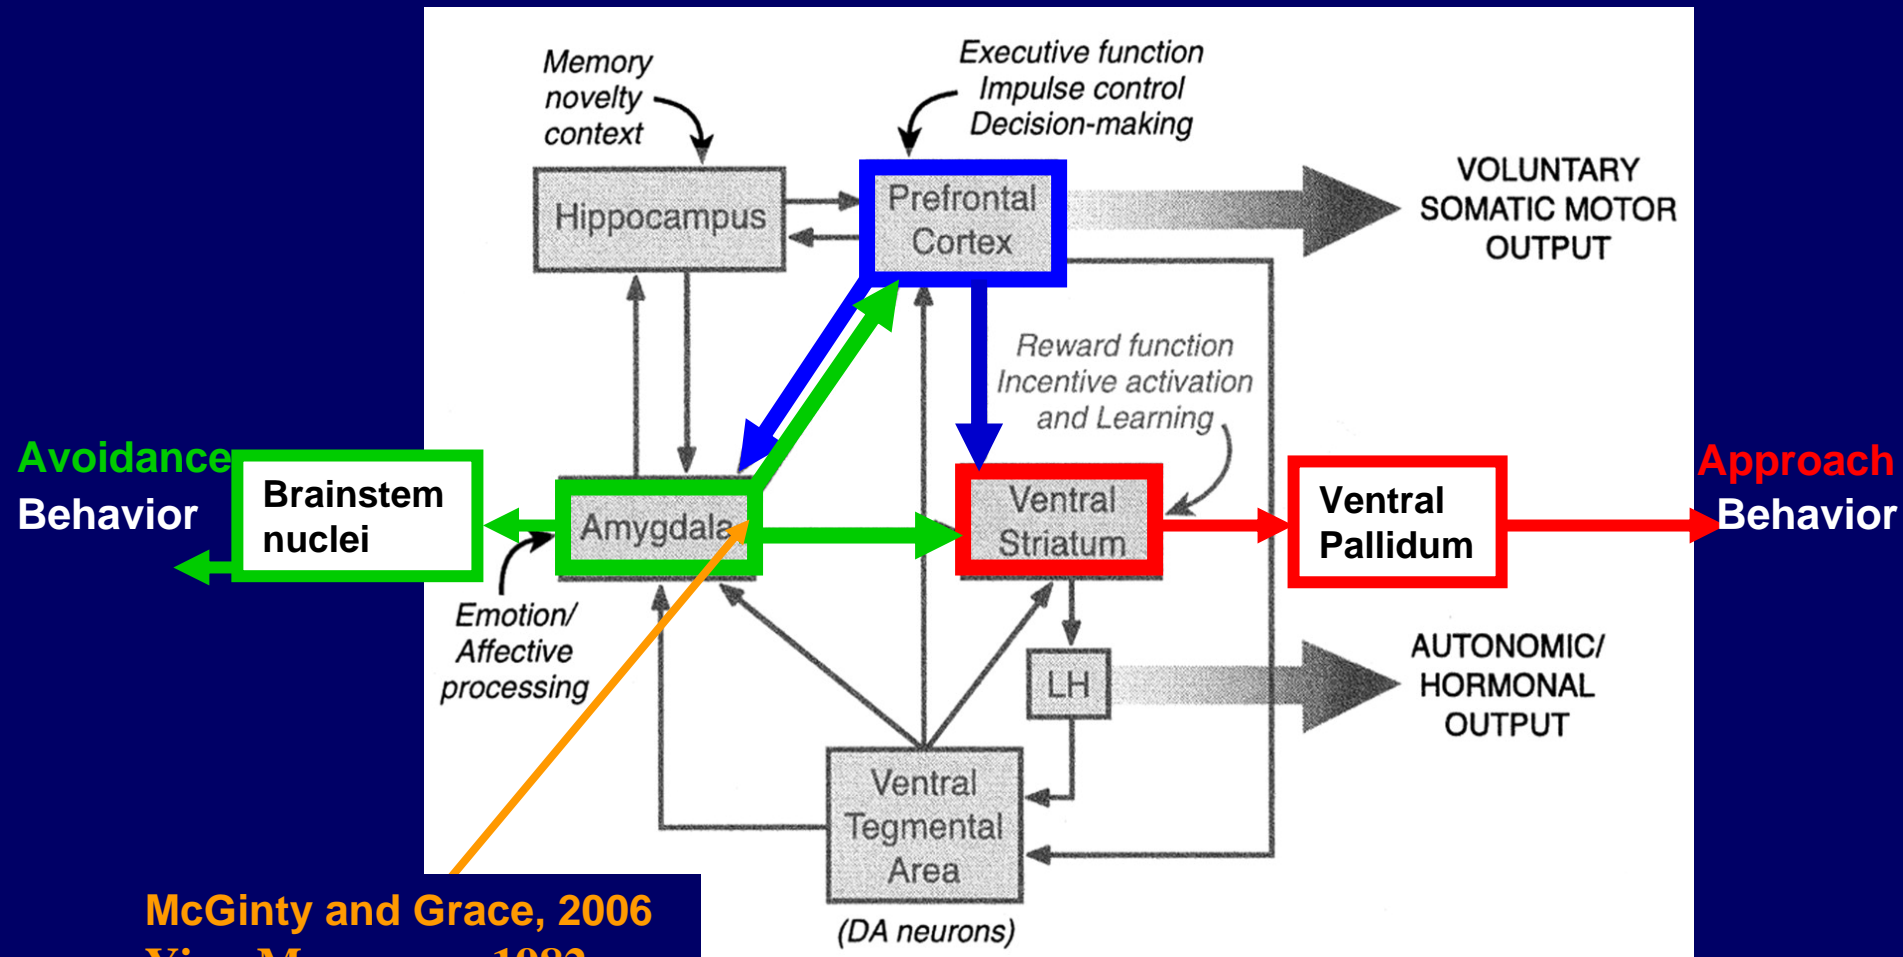 Memory
novelty
context
Executive function
Impulse control
Decision-making
Hippocampus
Prefrontal
Cortex
VOLUNTARY
SOMATIC MOTOR
OUTPUT
Reward function
Incentive activation
and Learning
Avoidance
Behavior
Brainstem
nuclei
Amygdala
Ventral
Striatum
Ventral
Pallidum
Approach
Behavior
Emotion/
Affective
processing
LH
AUTONOMIC/
HORMONAL
OUTPUT
Ventral
Tegmental
Area
(DA neurons)
McGinty and Grace, 2006
1982